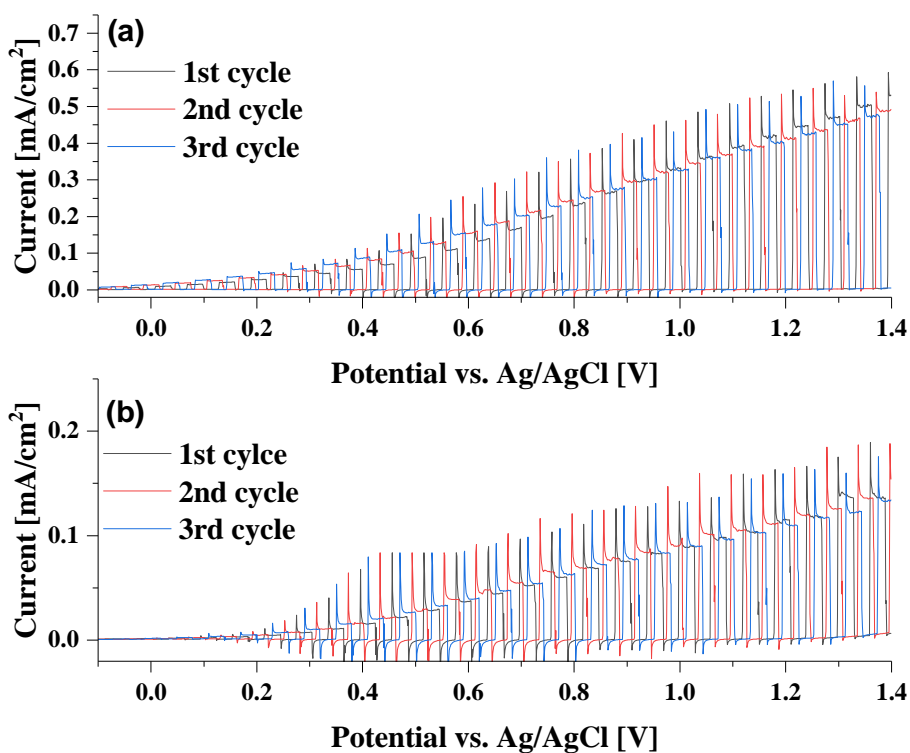 (a)
1st cycle
2nd cycle
3rd cycle
Current [mA/cm²]
0.7
0.6
0.5
0.4
0.3
0.2
0.1
0.0
0.0 0.2 0.4 0.6 0.8 1.0 1.2 1.4
Potential vs. Ag/AgCl [V]
(b)
1st cylce
2nd cycle
3rd cycle
Current [mA/cm²]
0.2
0.1
0.0
0.0 0.2 0.4 0.6 0.8 1.0 1.2 1.4
Potential vs. Ag/AgCl [V]